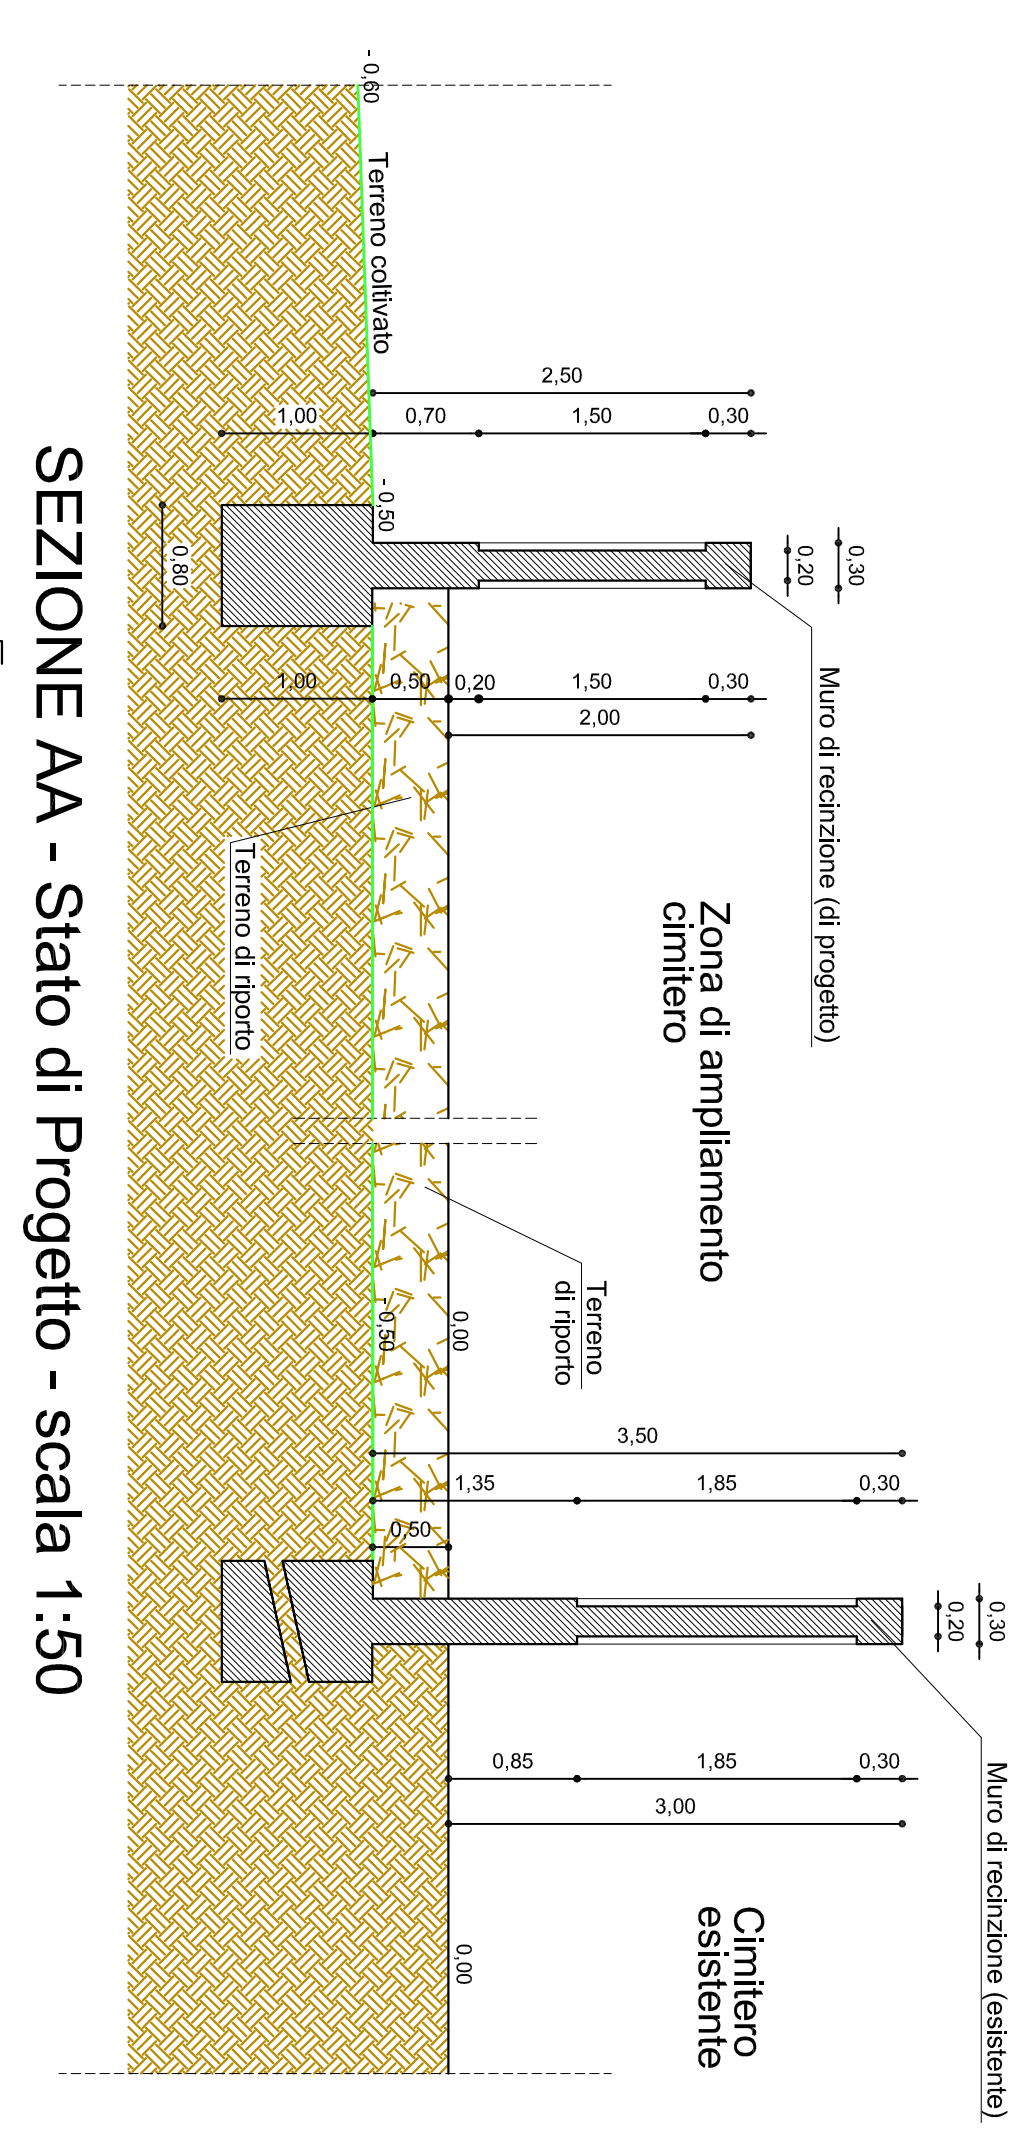 - 0,60
Terreno coltivato
2,50
1,00
0,70
1,50
0,30
- 0,50
0,80
0,20
0,30
Muro di recinzione (di progetto)
1,00
0,50
0,20
1,50
0,30
2,00
Terreno di riporto
Zona di ampliamento
cimitero
Terreno
di riporto
0,00
-0,50
3,50
1,35
1,85
0,30
0,50
0,20
0,30
Muro di recinzione (esistente)
0,85
1,85
0,30
3,00
Cimitero
esistente
0,00
SEZIONE AA - Stato di Progetto - scala 1:50